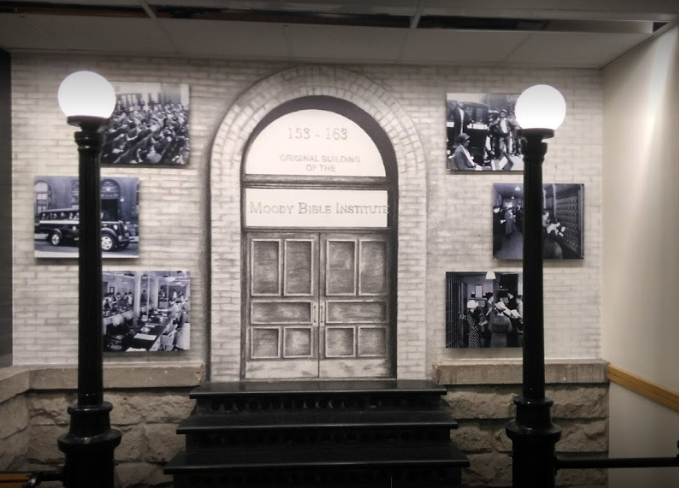 153 - 163
ORIGINAL BUILDING
OF THE
MOODY BIBLE INSTITUTE